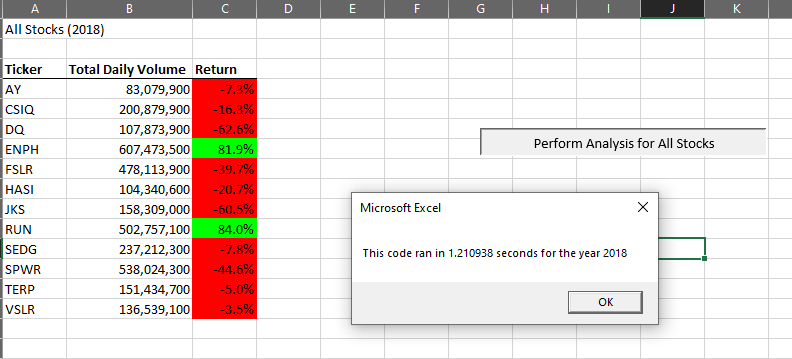 A B C D E F G H I J K
All Stocks (2018)
Ticker Total Daily Volume Return
AY 83,079,900 -7.3%
CSIQ 200,879,900 -16.3%
DQ 107,873,900 -62.6%
Perform Analysis for All Stocks
ENPH 607,473,500 81.9%
FSLR 478,113,900 -39.7%
HASI 104,340,600 -20.7%
JKS 158,309,000 -60.5%
RUN 502,757,100 84.0%
SEDG 237,212,300 -7.8%
SPWR 538,024,300 -44.6%
TERP 151,434,700 -5.0%
VSLR 136,539,100 -3.5%
Microsoft Excel
This code ran in 1.210938 seconds for the year 2018
OK